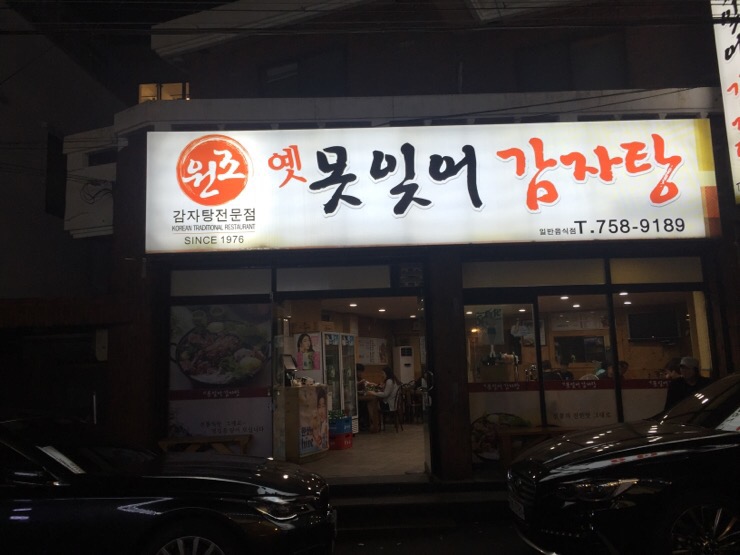 원조
감자탕전문점
KOREAN TRADITIONAL RESTAURANT
SINCE 1976
옛 못잊어 감자탕
일반음식점 T.758-9189